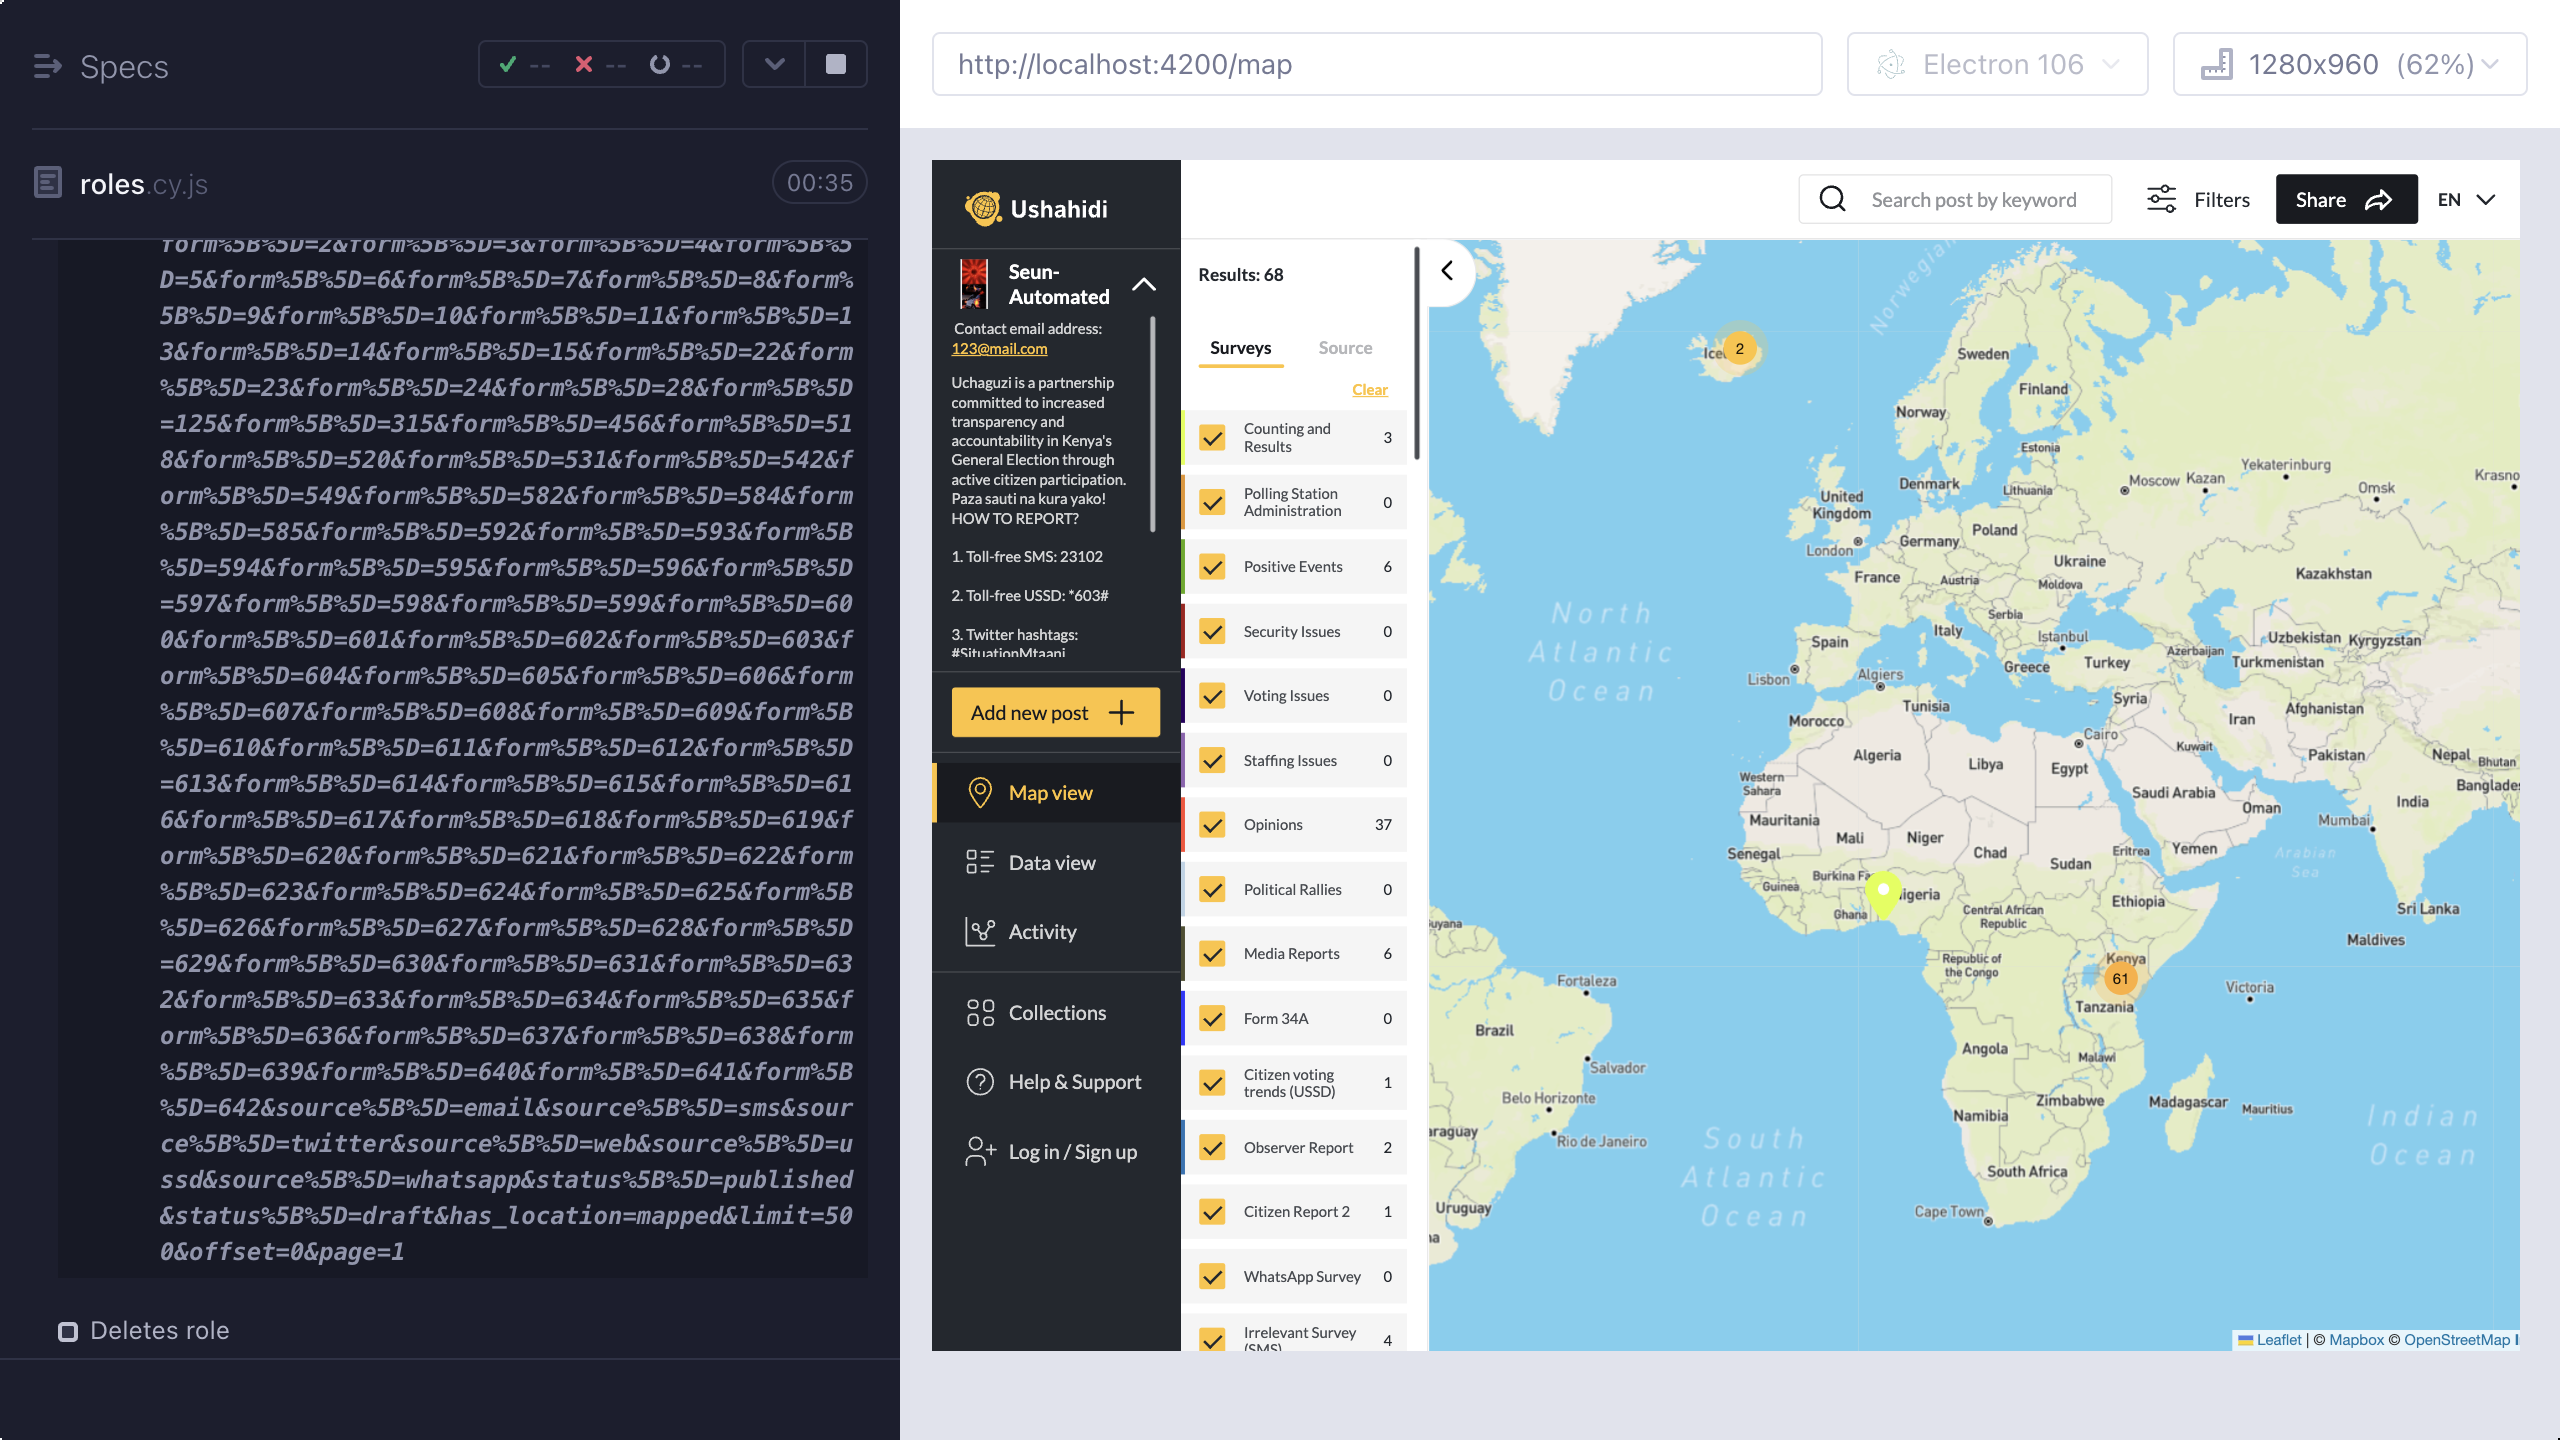 Specs
--
--
--
roles.cy.js
00:35
form%5B%5D=2&form%5B%5D=3&form%5B%5D=4&form%5B%5
D=5&form%5B%5D=6&form%5B%5D=7&form%5B%5D=8&form%
5B%5D=9&form%5B%5D=10&form%5B%5D=11&form%5B%5D=1
3&form%5B%5D=14&form%5B%5D=15&form%5B%5D=22&form
%5B%5D=23&form%5B%5D=24&form%5B%5D=28&form%5B%5D
=125&form%5B%5D=315&form%5B%5D=456&form%5B%5D=51
8&form%5B%5D=520&form%5B%5D=531&form%5B%5D=542&f
orm%5B%5D=549&form%5B%5D=582&form%5B%5D=584&form
%5B%5D=585&form%5B%5D=592&form%5B%5D=593&form%5B
%5D=594&form%5B%5D=595&form%5B%5D=596&form%5B%5D
=597&form%5B%5D=598&form%5B%5D=599&form%5B%5D=60
0&form%5B%5D=601&form%5B%5D=602&form%5B%5D=603&f
orm%5B%5D=604&form%5B%5D=605&form%5B%5D=606&form
%5B%5D=607&form%5B%5D=608&form%5B%5D=609&form%5B
%5D=610&form%5B%5D=611&form%5B%5D=612&form%5B%5D
=613&form%5B%5D=614&form%5B%5D=615&form%5B%5D=61
6&form%5B%5D=617&form%5B%5D=618&form%5B%5D=619&f
orm%5B%5D=620&form%5B%5D=621&form%5B%5D=622&form
%5B%5D=623&form%5B%5D=624&form%5B%5D=625&form%5B
%5D=626&form%5B%5D=627&form%5B%5D=628&form%5B%5D
=629&form%5B%5D=630&form%5B%5D=631&form%5B%5D=63
2&form%5B%5D=633&form%5B%5D=634&form%5B%5D=635&f
orm%5B%5D=636&form%5B%5D=637&form%5B%5D=638&form
%5B%5D=639&form%5B%5D=640&form%5B%5D=641&form%5B
%5D=642&source%5B%5D=email&source%5B%5D=sms&sour
ce%5B%5D=twitter&source%5B%5D=web&source%5B%5D=u
ssd&source%5B%5D=whatsapp&status%5B%5D=published
&status%5B%5D=draft&has_location=mapped&limit=50
0&offset=0&page=1
Deletes role
http://localhost:4200/map
Electron 106
1280x960 (62%)
Ushahidi
Seun-
Automated
Contact email address:
123@mail.com
Uchaguzi is a partnership
committed to increased
transparency and
accountability in Kenya's
General Election through
active citizen participation.
Paza sauti na kura yako!
HOW TO REPORT?
1. Toll-free SMS: 23102
2. Toll-free USSD: *603#
3. Twitter hashtags:
#SituationMtaani
Add new post
Map view
Data view
Activity
Collections
Help & Support
Log in / Sign up
Search post by keyword
Filters
Share
EN
Results: 68
Surveys
Source
Clear
Counting and
Results
3
Polling Station
Administration
0
Positive Events
6
Security Issues
0
Voting Issues
0
Staffing Issues
0
Opinions
37
Political Rallies
0
Media Reports
6
Form 34A
0
Citizen voting
trends (USSD)
1
Observer Report
2
Citizen Report 2
1
WhatsApp Survey
0
Irrelevant Survey
(SMS)
4
Norwegian
2
Sweden
Finland
Norway
Estonia
Denmark
Lithuania
Moscow
Kazan
Yekaterinburg
Omsk
Krasno
United
Kingdom
London
Poland
Germany
Ukraine
France
Austria
Moldova
Kazakhstan
Serbia
Italy
Istanbul
Spain
Lisbon
Algiers
Greece
Turkey
Azerbaijan
Uzbekistan
Kyrgyzstan
Turkmenistan
North
Atlantic
Ocean
Tunisia
Syria
Morocco
Cairo
Iran
Afghanistan
Algeria
Libya
Egypt
Kuwait
Pakistan
Nepal
Bhutan
Western
Sahara
Saudi Arabia
Oman
India
Banglade
Mauritania
Mali
Niger
Mumbai
Senegal
Chad
Sudan
Eritrea
Yemen
Arabian
Sea
Burkina Fa
Guinea
Ghana
igeria
Central African
Republic
Ethiopia
Sri Lanka
Maldives
uyana
Republic of
the Congo
Kenya
61
Tanzania
Victoria
Fortaleza
Brazil
Angola
Malawi
Salvador
Belo Horizonte
Zimbabwe
Madagascar
Mauritius
Namibia
araguay
Rio de Janeiro
South
Atlantic
Ocean
Indian
Ocean
South Africa
Uruguay
Cape Town
na
Leaflet | © Mapbox © OpenStreetMap